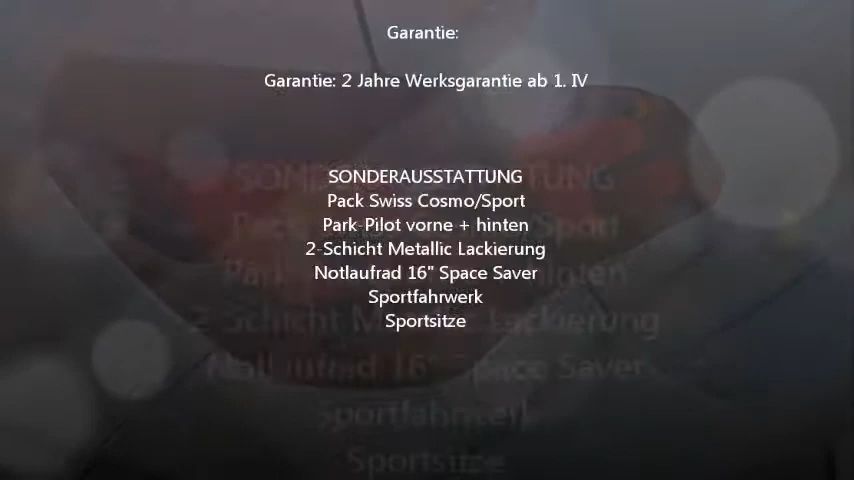 Garantie:
Garantie: 2 Jahre Werksgarantie ab 1. IV
SONDERAUSSTATTUNG
Pack Swiss Cosmo/Sport
Park-Pilot vorne + hinten
2-Schicht Metallic Lackierung
Notlaufrad 16" Space Saver
Sportfahrwerk
Sportsitze